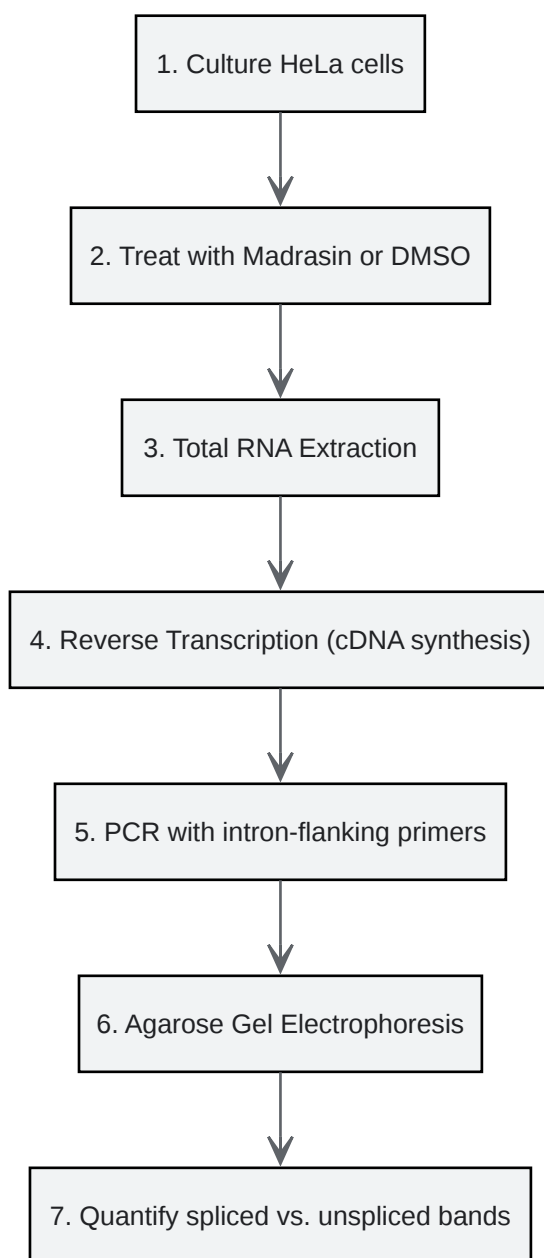 1. Culture HeLa cells
2. Treat with Madrasin or DMSO
3. Total RNA Extraction
4. Reverse Transcription (cDNA synthesis)
5. PCR with intron-flanking primers
6. Agarose Gel Electrophoresis
7. Quantify spliced vs. unspliced bands